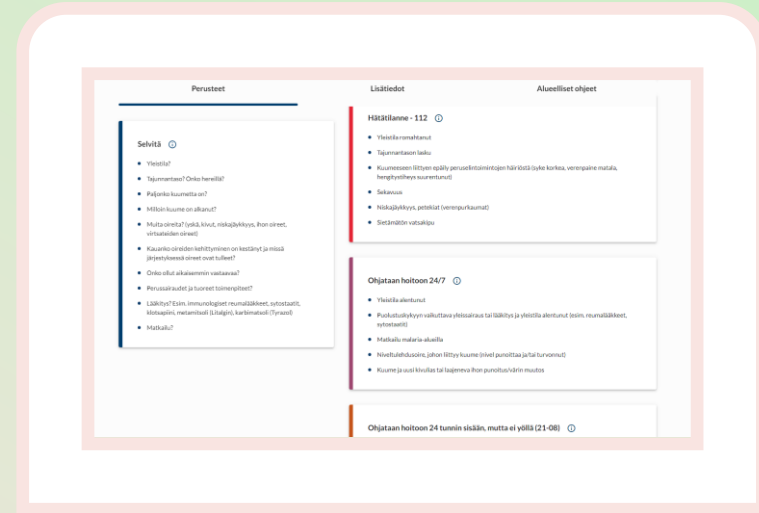 Perusteet
Lisätiedot
Alueelliset ohjeet
Selvitä
Yleistila?
Tajunnantaso? Onko hereillä?
Paljonko kuumetta on?
Milloin kuume on alkanut?
Muita oireita? (yskä, kivut, niskajäykkyys, ihon oireet,
virtsateiden oireet)
Kauanko oireiden kehittyminen on kestänyt ja missä
järjestyksessä oireet ovat tulleet?
Onko ollut aikaisemmin vastaavaa?
Perussairaudet ja tuoreet toimenpiteet?
Lääkitys? Esim. immunologiset reumalääkkeet, sytostaatit,
klotsapiini, metamitsoli (Litalgin), karbimatsoli (Tyrazol)
Matkailu?
Hätätilanne - 112
Yleistila romahtanut
Tajunnantason lasku
Kuumeeseen liittyen epäily peruselintoimintojen häiriöstä (syke korkea, verenpaine matala,
hengitystiheys suurentunut)
Sekavuus
Niskajäykkyys, petekiat (verenpurkaumat)
Sietämätön vatsakipu
Ohjataan hoitoon 24/7
Yleistila alentunut
Puolustuskykyyn vaikuttava yleissairaus tai lääkitys ja yleistila alentunut (esim. reumalääkkeet,
sytostaatit)
Matkailu malaria-alueilla
Niveltulehdusoire, johon liittyy kuume (nivel punoittaa ja/tai turvonnut)
Kuume ja uusi kivulias tai laajeneva ihon punoitus/värin muutos
Ohjataan hoitoon 24 tunnin sisään, mutta ei yöllä (21-08)